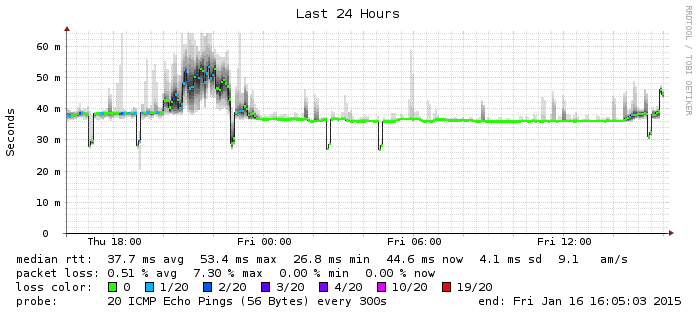 Last 24 Hours
RRDTOOL / TOBI OETIKER
Seconds
60 m
50 m
40 m
30 m
20 m
10 m
0
Thu 18:00 Fri 00:00 Fri 06:00 Fri 12:00
median rtt: 37.7 ms avg 53.4 ms max 26.8 ms min 44.6 ms now 4.1 ms sd 9.1 am/s
packet loss: 0.51 % avg 7.30 % max 0.00 % min 0.00 % now
loss color: 0 1/20 2/20 3/20 4/20 10/20 19/20
probe: 20 ICMP Echo Pings (56 Bytes) every 300s end: Fri Jan 16 16:05:03 2015